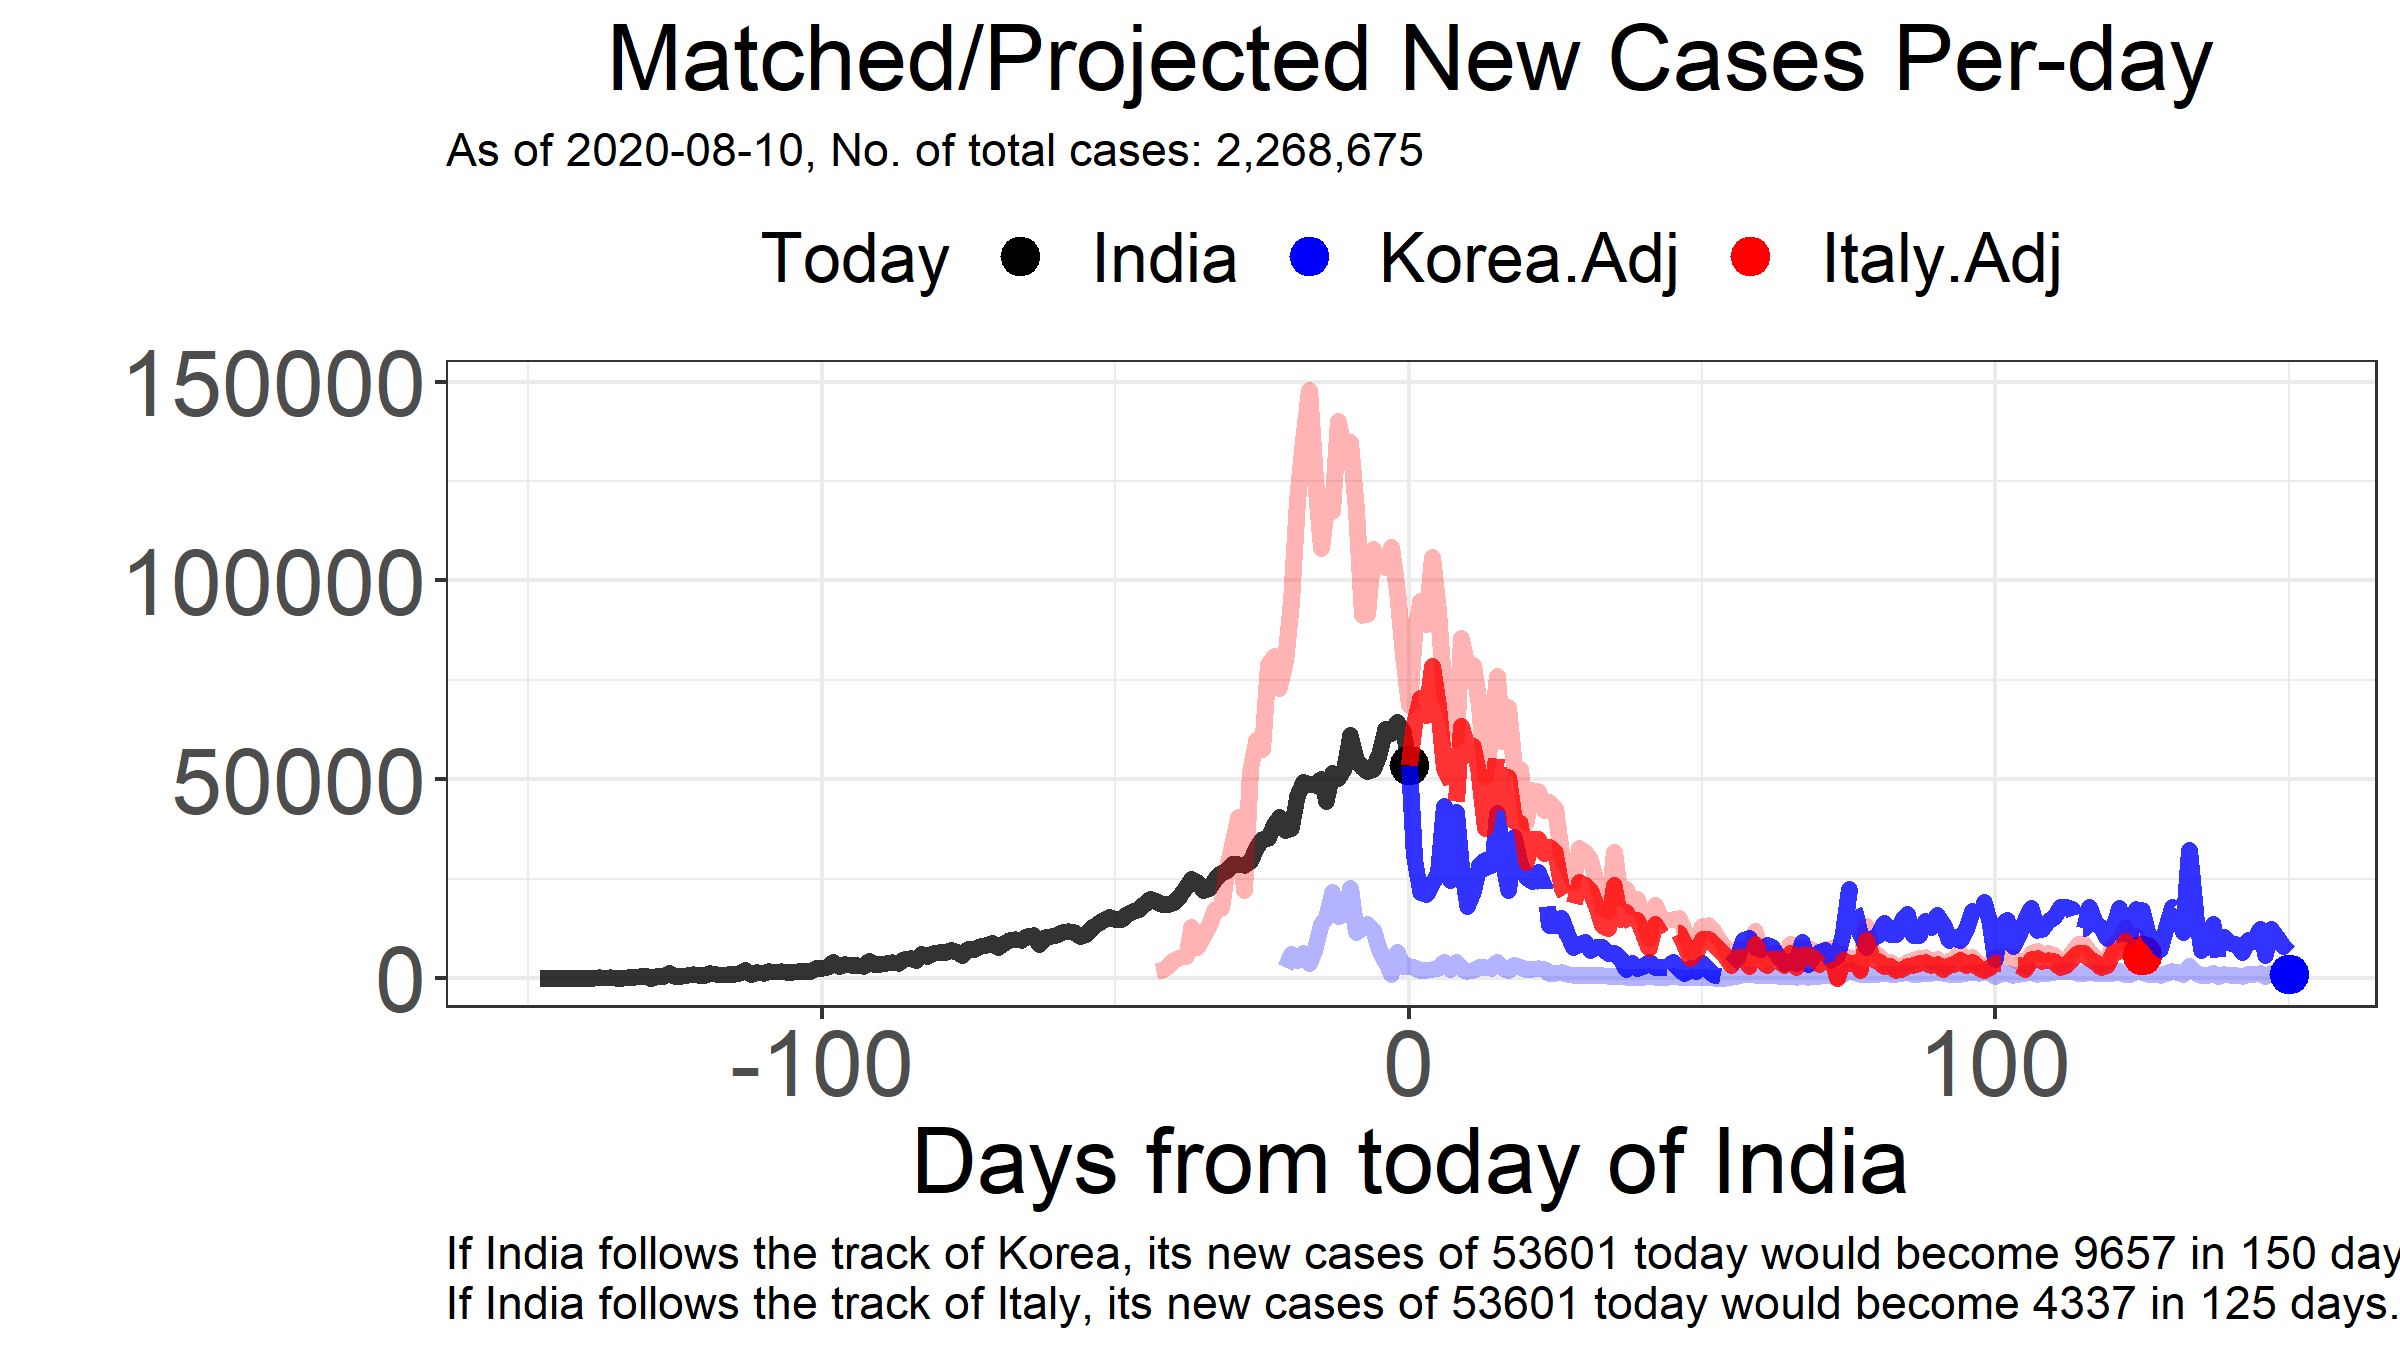 Matched/Projected New Cases Per-day
As of 2020-08-10, No. of total cases: 2,268,675
Today India Korea.Adj Italy.Adj
150000
100000
50000
0
-100 0 100
Days from today of India
If India follows the track of Korea, its new cases of 53601 today would become 9657 in 150 day
If India follows the track of Italy, its new cases of 53601 today would become 4337 in 125 days.